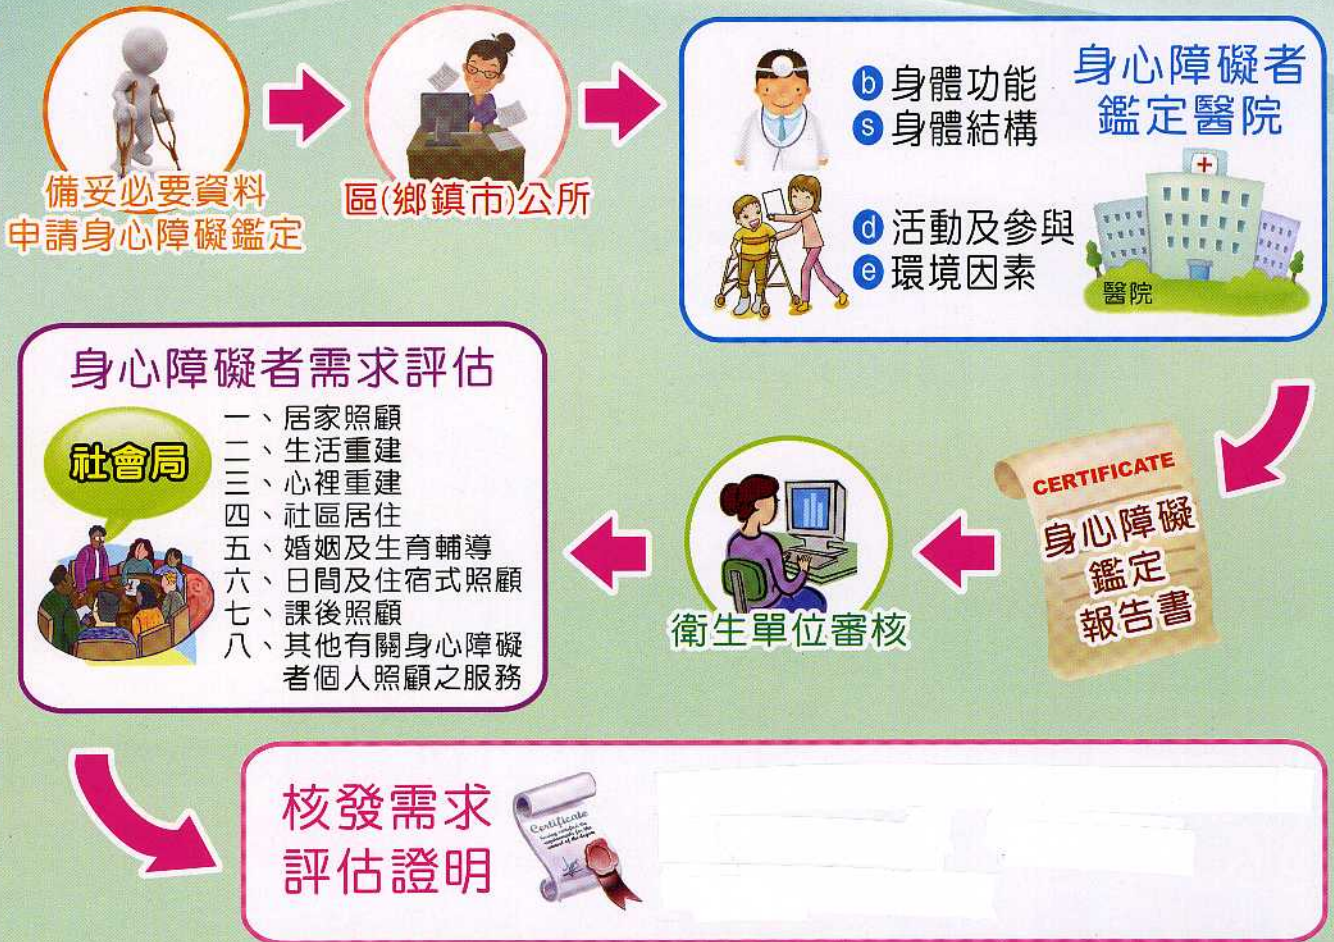 備妥必要資料
申請身心障礙鑑定
區(鄉鎮市)公所
身心障礙者
鑑定醫院
b 身體功能
s 身體結構
d 活動及參與
e 環境因素
醫院
CERTIFICATE
身心障礙
鑑定
報告書
衛生單位審核
身心障礙者需求評估
社會局
一、居家照顧
二、生活重建
三、心裡重建
四、社區居住
五、婚姻及生育輔導
六、日間及住宿式照顧
七、課後照顧
八、其他有關身心障礙
者個人照顧之服務
核發需求
評估證明
Certificate